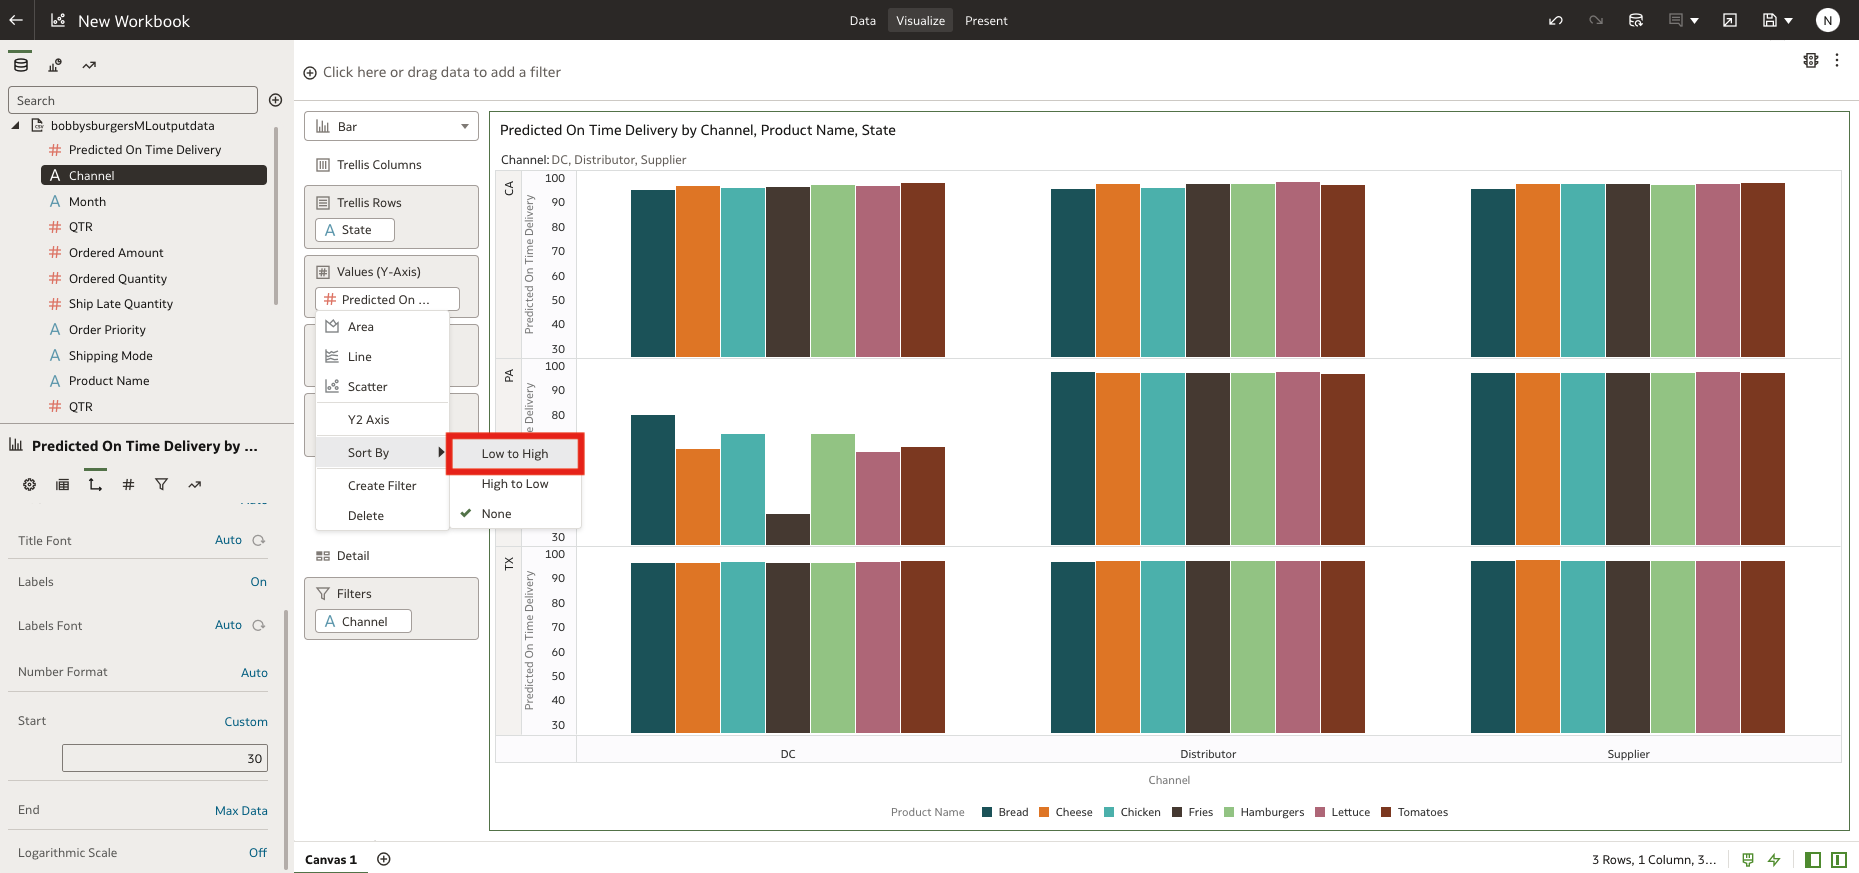 New Workbook
Data
Visualize
Present
N
Search
bobbysburgersMLoutputdata
# Predicted On Time Delivery
A Channel
A Month
# QTR
# Ordered Amount
# Ordered Quantity
# Ship Late Quantity
A Order Priority
A Shipping Mode
A Product Name
# QTR
Predicted On Time Delivery by ...
Title Font Auto
Labels On
Labels Font Auto
Number Format Auto
Start Custom
30
End Max Data
Logarithmic Scale Off
Click here or drag data to add a filter
Bar
Trellis Columns
Trellis Rows
A State
Values (Y-Axis)
# Predicted On ...
Area
Line
Scatter
Y2 Axis
Sort By
Create Filter
Delete
Low to High
High to Low
None
Detail
Filters
A Channel
Predicted On Time Delivery by Channel, Product Name, State
Channel: DC, Distributor, Supplier
CA
Predicted On Time Delivery
100
90
80
70
60
50
40
30
PA
e Delivery
100
90
80
30
TX
Predicted On Time Delivery
100
90
80
70
60
50
40
30
DC
Distributor
Supplier
Channel
Product Name Bread Cheese Chicken Fries Hamburgers Lettuce Tomatoes
Canvas 1
3 Rows, 1 Column, 3...